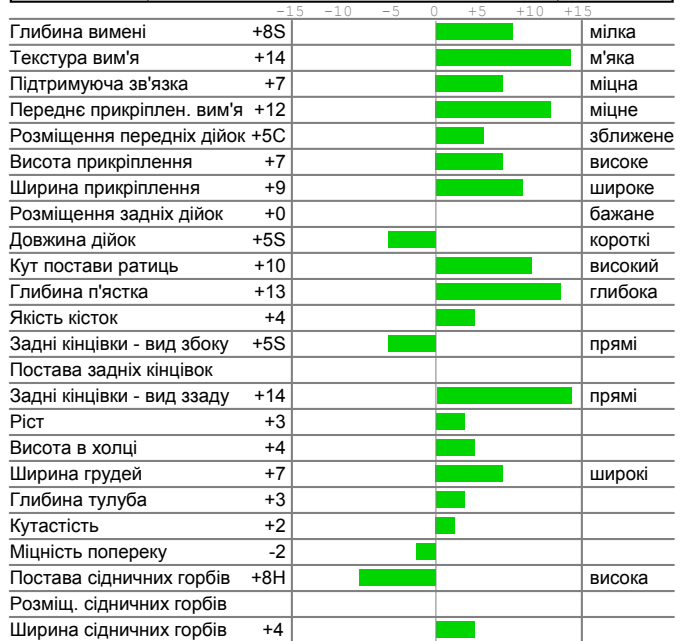 -15 -10 -5 0 +5 +10 +15
Глибина вимені +8S мілка
Текстура вим'я +14 м'яка
Підтримуюча зв'язка +7 міцна
Переднє прикріплен. вим'я +12 міцне
Розміщення передніх дійок +5C зближене
Висота прикріплення +7 високе
Ширина прикріплення +9 широке
Розміщення задніх дійок +0 бажане
Довжина дійок +5S короткі
Кут постави ратиць +10 високий
Глибина п'ястка +13 глибока
Якість кісток +4
Задні кінцівки - вид збоку +5S прямі
Постава задніх кінцівок
Задні кінцівки - вид ззаду +14 прямі
Ріст +3
Висота в холці +4
Ширина грудей +7 широкі
Глибина тулуба +3
Кутастість +2
Міцність попереку -2
Постава сідничних горбів +8H висока
Розміщ. сідничних горбів
Ширина сідничних горбів +4